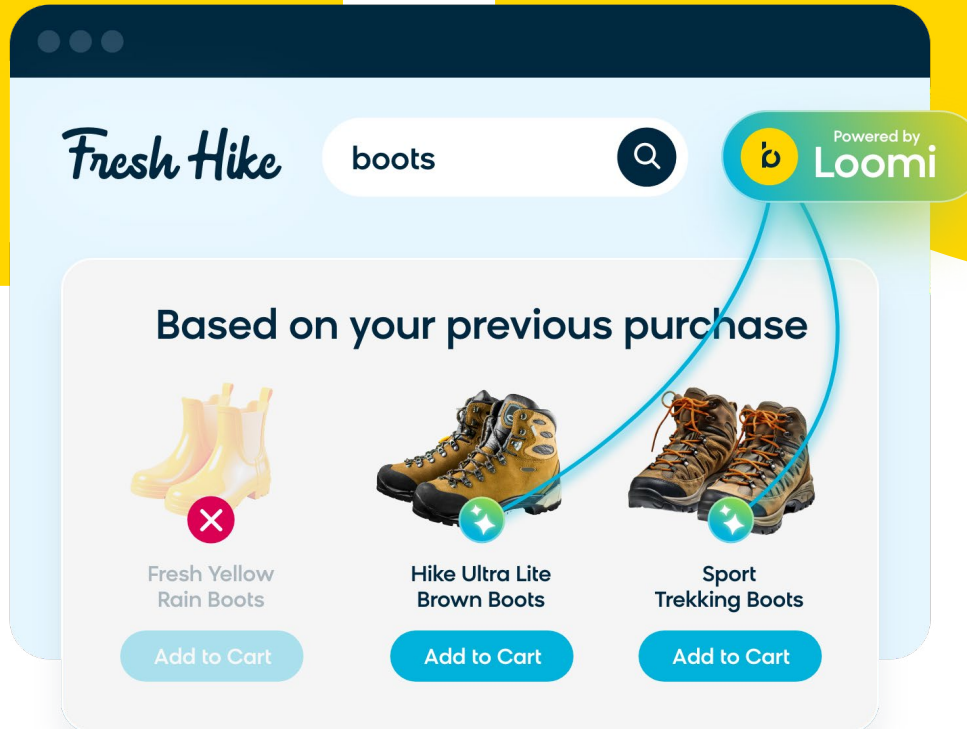 Fresh Hike
boots
Powered by
Loomi
Based on your previous purchase
Fresh Yellow
Rain Boots
Hike Ultra Lite
Brown Boots
Sport
Trekking Boots
Add to Cart
Add to Cart
Add to Cart